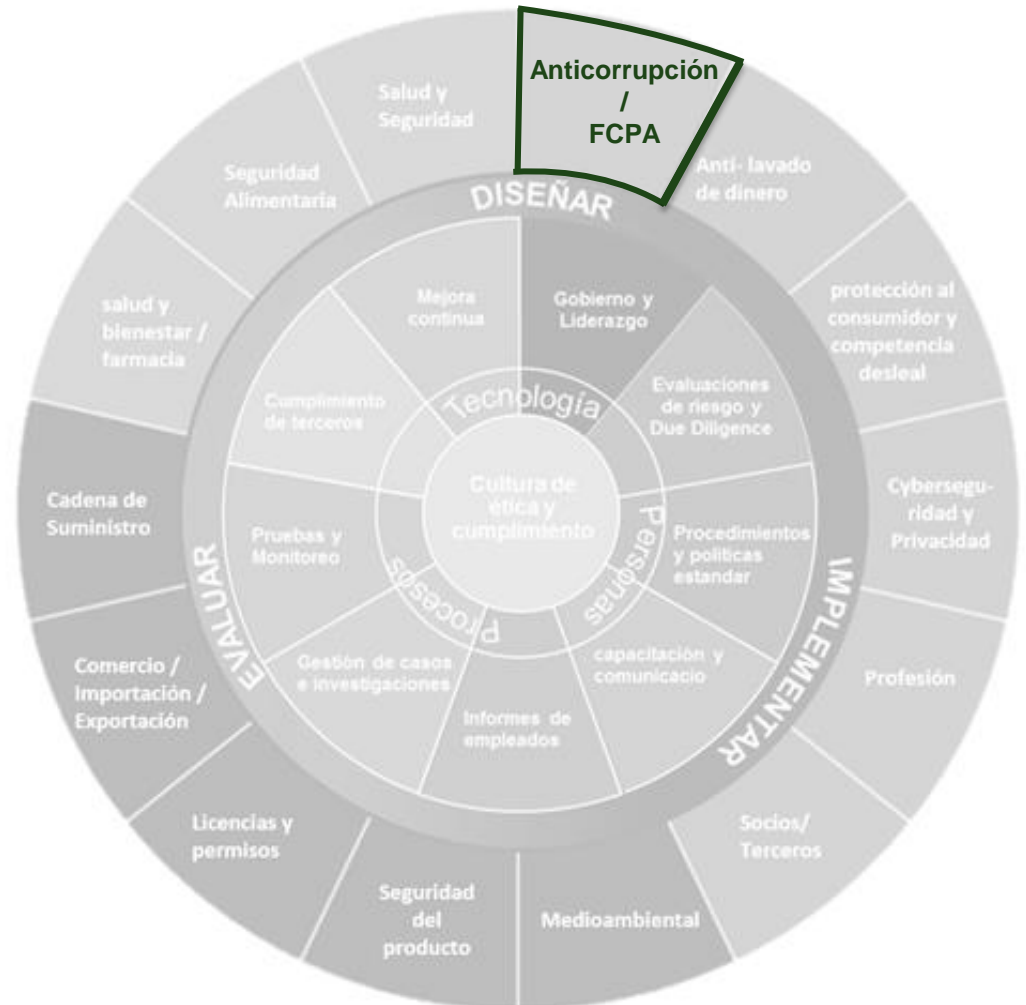 Anticorrupción
/
FCPA
Anti- lavado
de dinero
protección al
consumidor y
competencia
desleal
Cybersegu-
ridad y
Privacidad
Profesión
Socios/
Terceros
Medioambiental
Seguridad
del
producto
Licencias y
permisos
Comercio /
Importación /
Exportación
Cadena de
Suministro
salud y
bienestar /
farmacia
Seguridad
Alimentaria
Salud y
Seguridad
DISEÑAR
IMPLEMENTAR
EVALUAR
Gobierno y
Liderazgo
Evaluaciones
de riesgo y
Due Diligence
Procedimientos
y politicas
estandar
capacitación y
comunicacio
Informes de
empleados
Gestión de casos
e investigaciones
Pruebas y
Monitoreo
Cumplimiento
de terceros
Mejora
continua
Tecnología
Personas
Procesos
Cultura de
ética y
cumplimiento